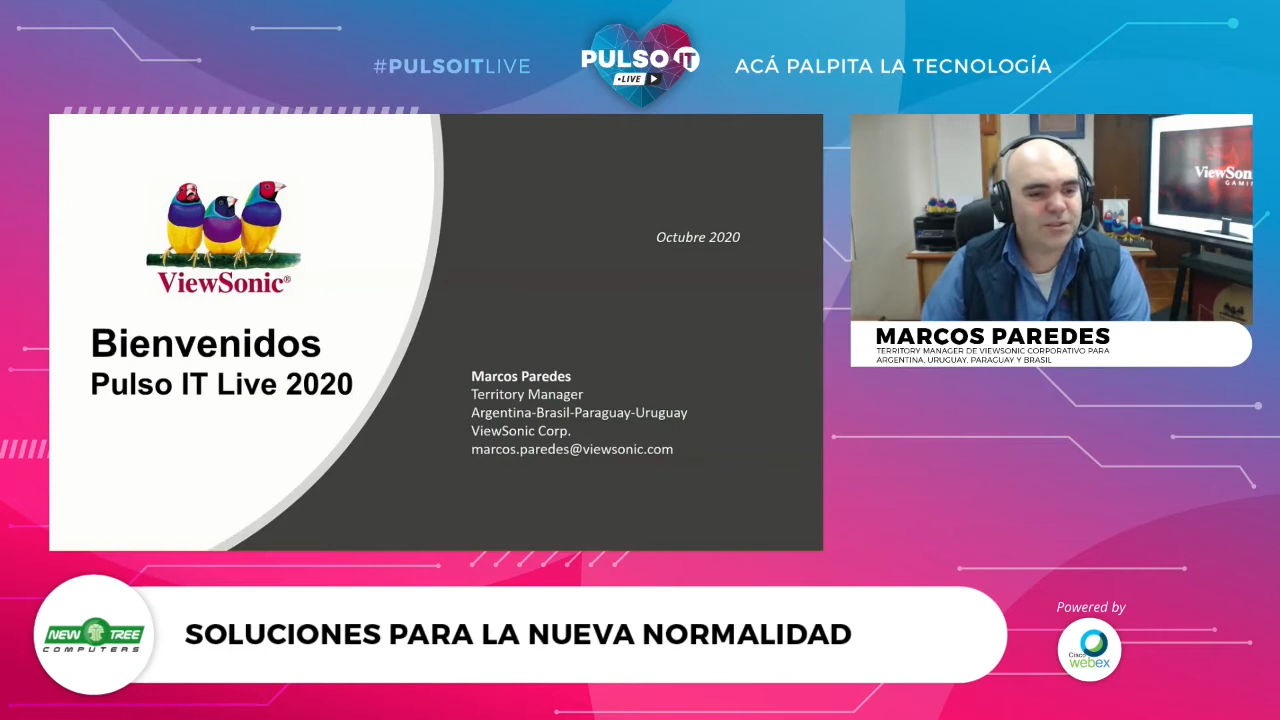 #PULSOITLIVE
PULSO IT
•LIVE
ACÁ PALPITA LA TECNOLOGÍA
ViewSonic®
Bienvenidos
Pulso IT Live 2020
Octubre 2020
Marcos Paredes
Territory Manager
Argentina-Brasil-Paraguay-Uruguay
ViewSonic Corp.
marcos.paredes@viewsonic.com
MARCOS PAREDES
TERRITORY MANAGER DE VIEWSONIC CORPORATIVO PARA
ARGENTINA, URUGUAY, PARAGUAY Y BRASIL
NEW TREE
COMPUTERS
SOLUCIONES PARA LA NUEVA NORMALIDAD
Powered by
Cisco
webex